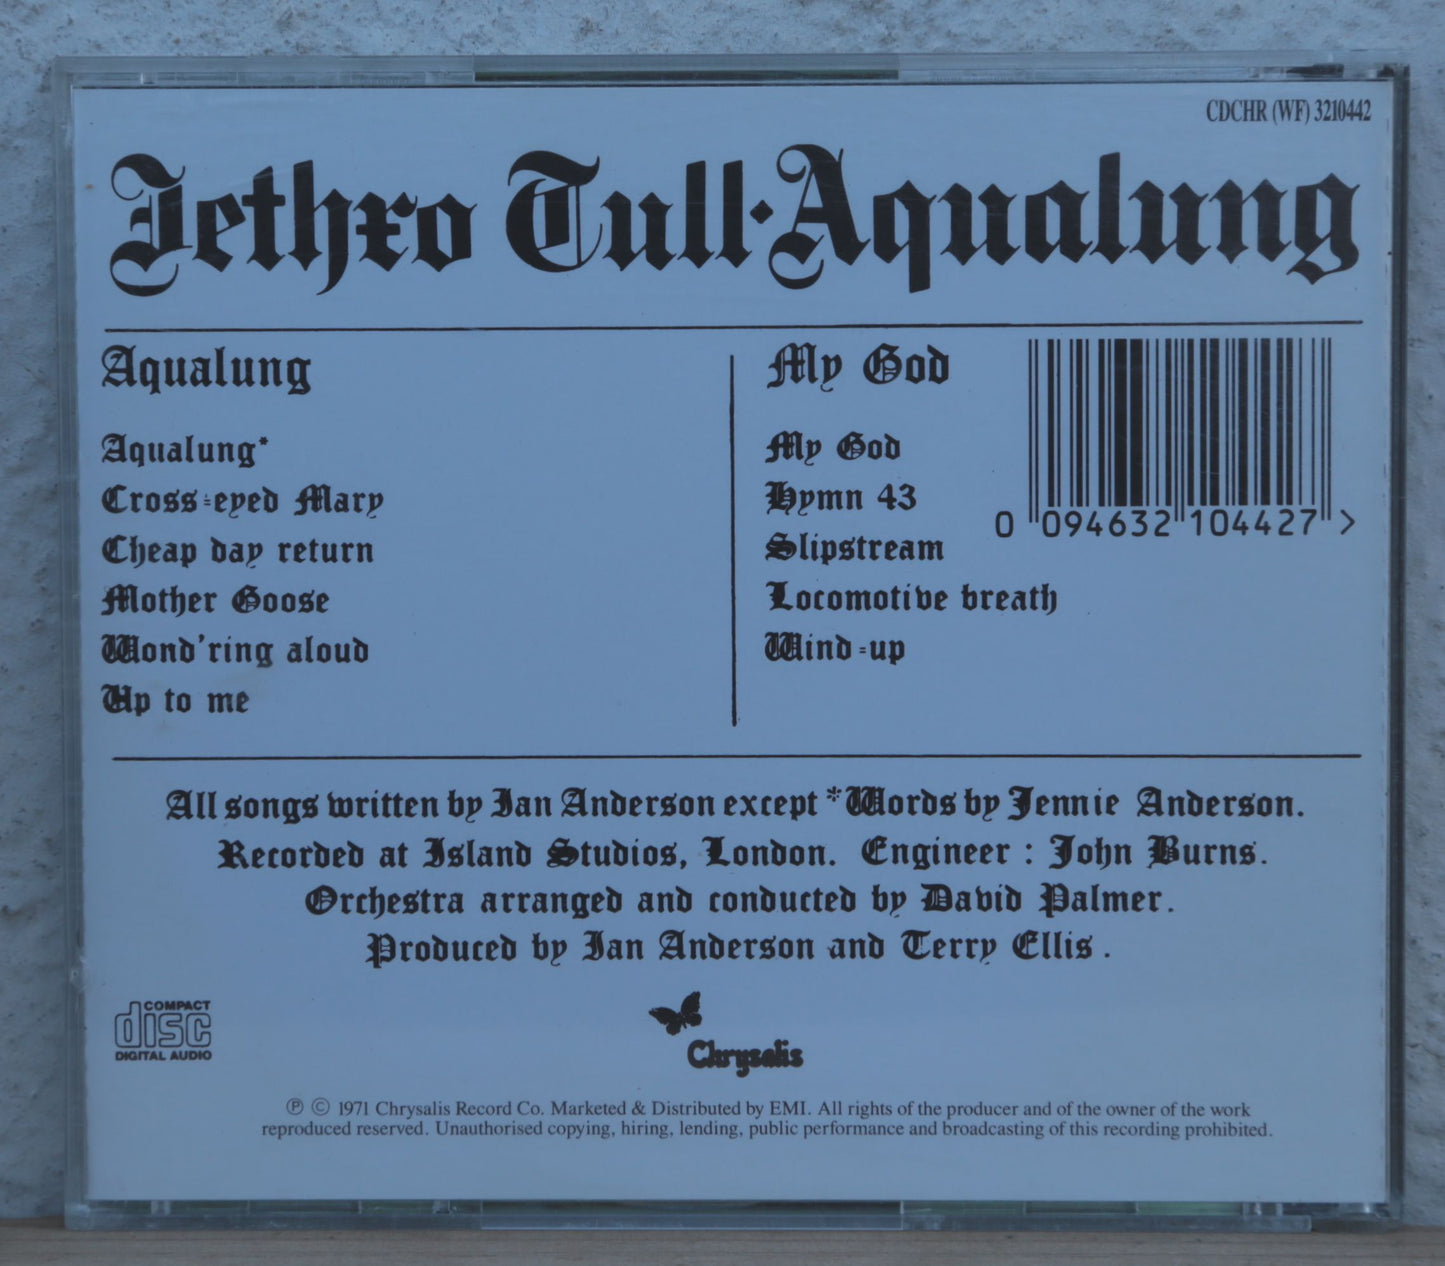 CDCHR (WF) 3210442
Jethro Tull·Aqualung
Aqualung
Aqualung*
Cross=eyed Mary
Cheap day return
Mother Goose
Wond'ring aloud
Up to me
My God
My God
Hymn 43
Slipstream
Locomotive breath
Wind=up
0 094632 104427 >
All songs written by Ian Anderson except *Words by Jennie Anderson.
Recorded at Island Studios, London. Engineer : John Burns.
Orchestra arranged and conducted by David Palmer.
Produced by Ian Anderson and Terry Ellis.
COMPACT
disc
DIGITAL AUDIO
Chrysalis
℗ © 1971 Chrysalis Record Co. Marketed & Distributed by EMI. All rights of the producer and of the owner of the work
reproduced reserved. Unauthorised copying, hiring, lending, public performance and broadcasting of this recording prohibited.